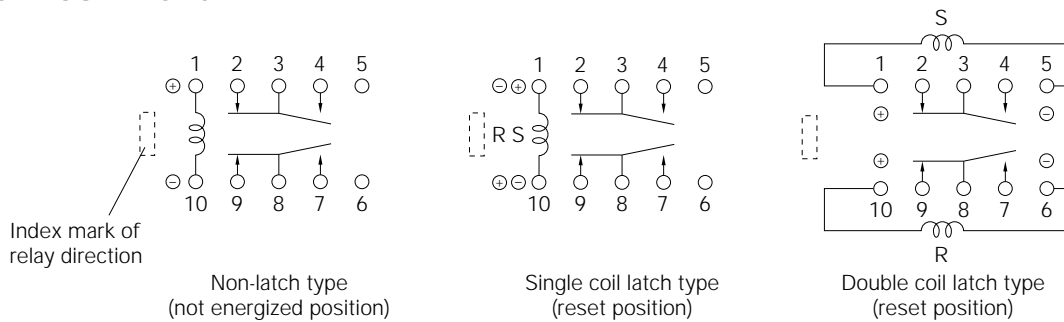 S
1 2 3 4 5
⊕
10 9 8 7 6
⊖
Index mark of
relay direction
Non-latch type
(not energized position)
1 2 3 4 5
⊖ ⊕
R S
⊕ ⊖
10 9 8 7 6
Single coil latch type
(reset position)
1 2 3 4 5
⊕ ⊖
⊕ ⊖
10 9 8 7 6
R
Double coil latch type
(reset position)